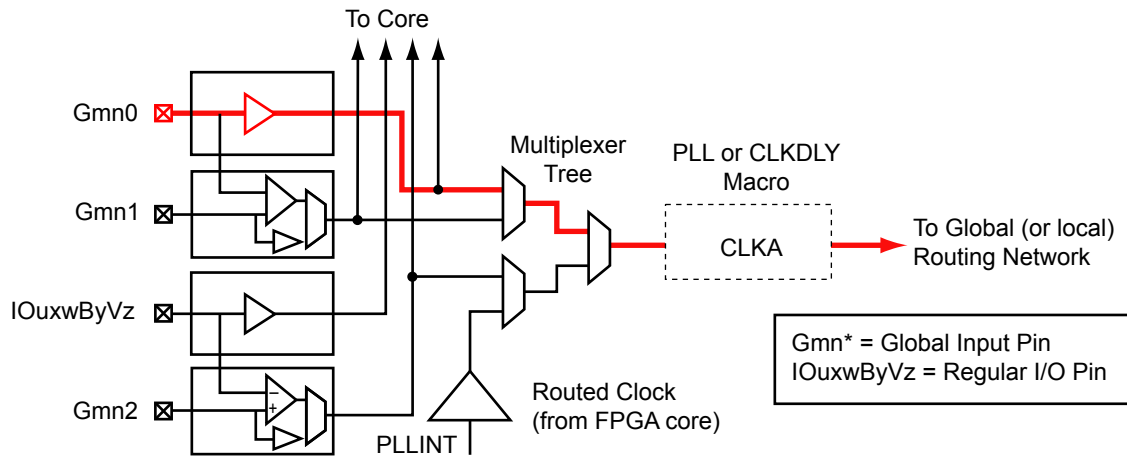 To Core
Gmn0
Multiplexer
Tree
PLL or CLKDLY
Macro
Gmn1
CLKA
To Global (or local)
Routing Network
IOuxwByVz
Gmn* = Global Input Pin
IOuxwByVz = Regular I/O Pin
−
+
Gmn2
Routed Clock
(from FPGA core)
PLLINT